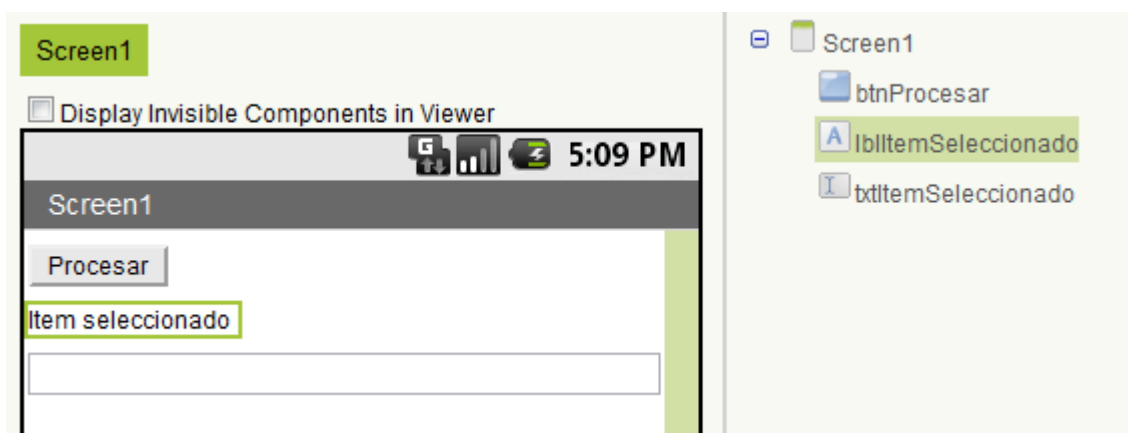 Screen1
Display Invisible Components in Viewer
G 5:09 PM
Screen1
Procesar
Item seleccionado
Screen1
btnProcesar
A lblItemSeleccionado
txtItemSeleccionado